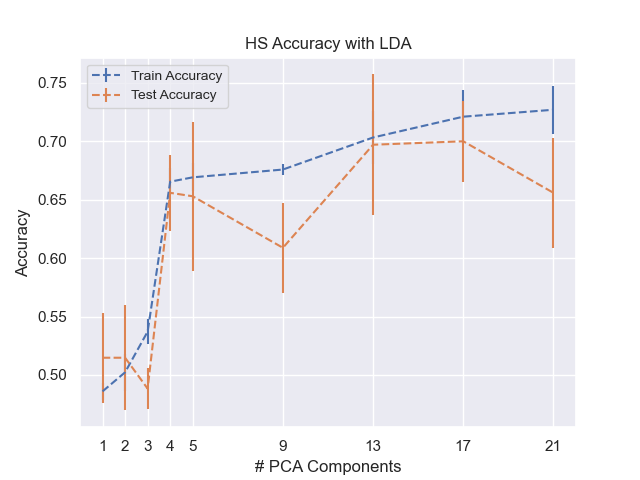 HS Accuracy with LDA
Train Accuracy
Test Accuracy
0.75
0.70
0.65
0.60
0.55
0.50
Accuracy
1 2 3 4 5 9 13 17 21
# PCA Components